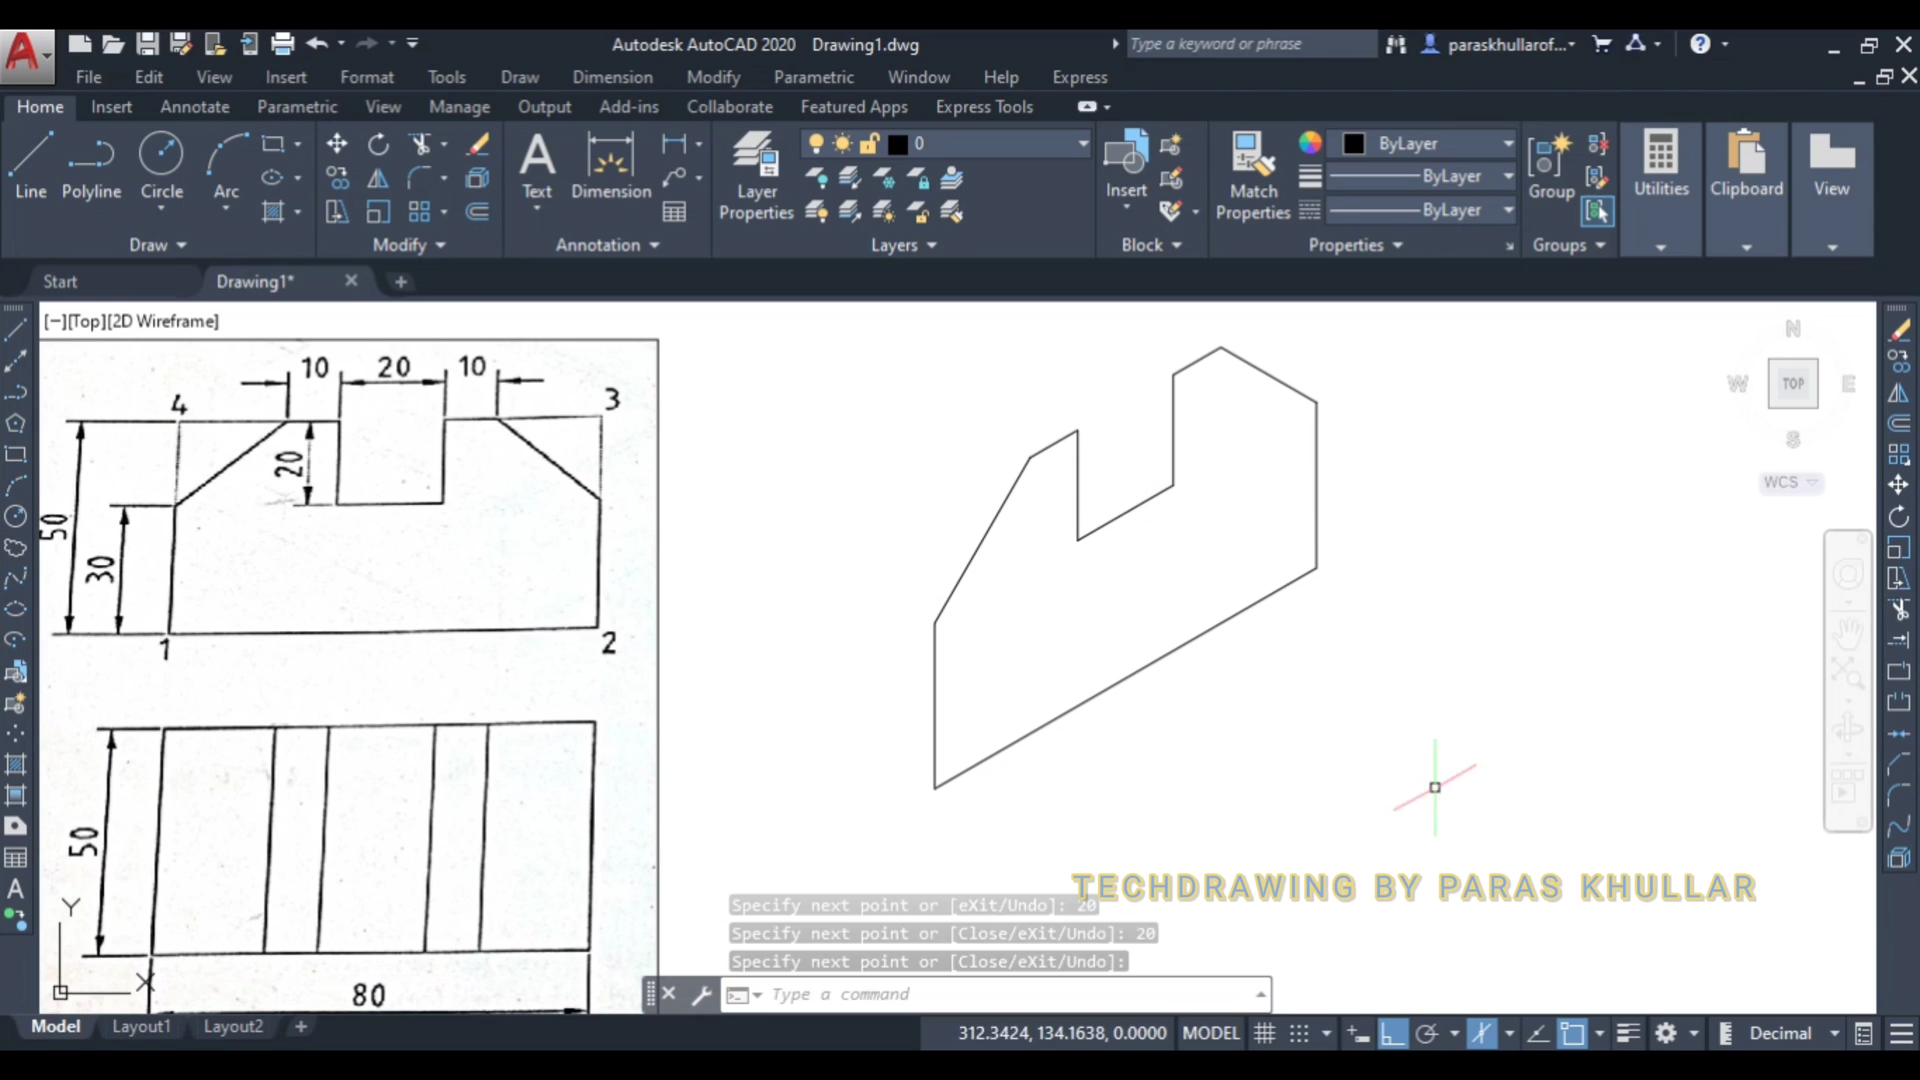 Autodesk AutoCAD 2020 Drawing1.dwg
Type a keyword or phrase
paraskhullarof...
File Edit View Insert Format Tools Draw Dimension Modify Parametric Window Help Express
Home Insert Annotate Parametric View Manage Output Add-ins Collaborate Featured Apps Express Tools
Line Polyline Circle Arc
Text Dimension
Layer Properties
0
Insert
Match Properties
ByLayer
ByLayer
ByLayer
Group
Utilities Clipboard View
Draw Modify Annotation Layers Block Properties Groups
Start Drawing1*
[−][Top][2D Wireframe]
10 20 10
4 3
20
50
30
1 2
50
80
Y
X
N
W TOP E
S
WCS
TECHDRAWING BY PARAS KHULLAR
Specify next point or [eXit/Undo]: 20
Specify next point or [Close/eXit/Undo]: 20
Specify next point or [Close/eXit/Undo]:
Type a command
Model Layout1 Layout2
312.3424, 134.1638, 0.0000 MODEL
Decimal